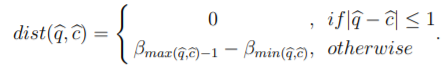 dist(q̂, ĉ) = { 0 , if|q̂ − ĉ| ≤ 1
β_{max(q̂,ĉ)−1} − β_{min(q̂,ĉ)}, otherwise .